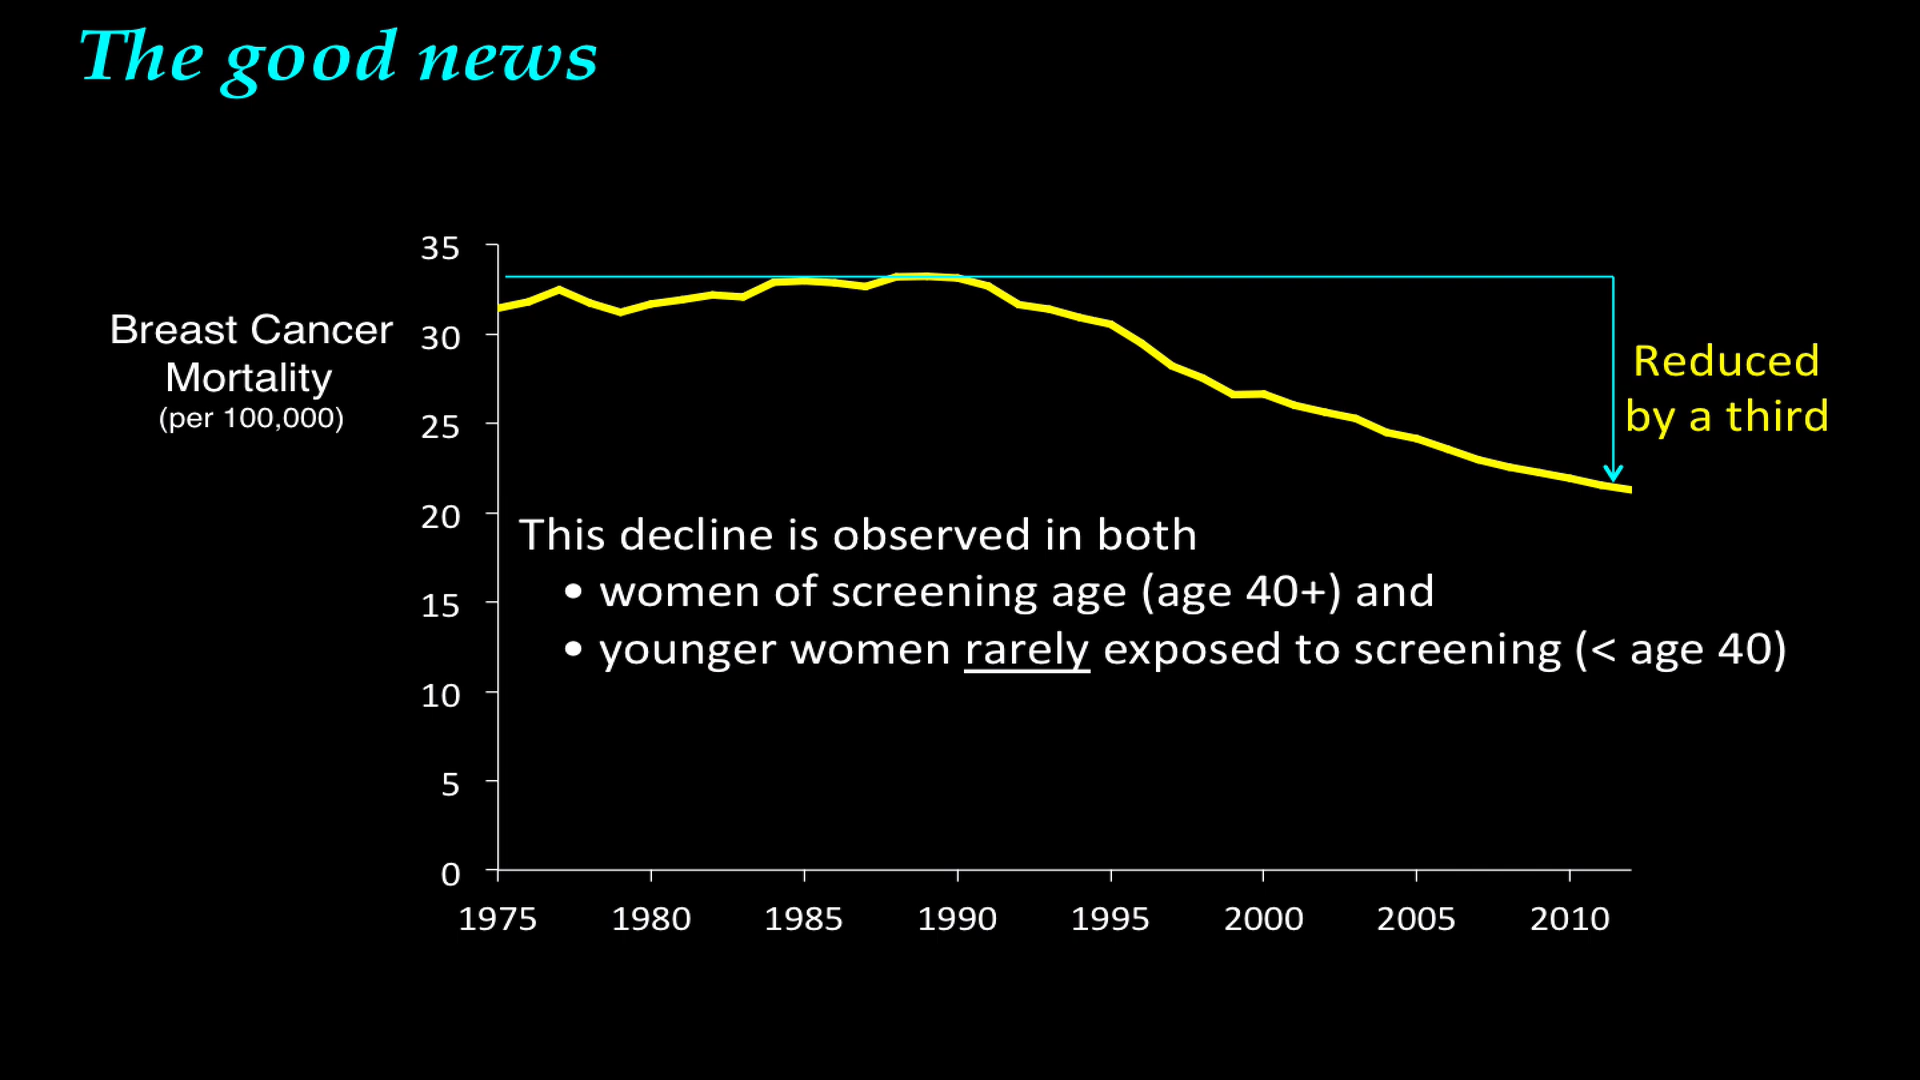 The good news
Breast Cancer
Mortality
(per 100,000)
35
30
25
20
15
10
5
0
Reduced
by a third
This decline is observed in both
• women of screening age (age 40+) and
• younger women rarely exposed to screening (< age 40)
1975 1980 1985 1990 1995 2000 2005 2010